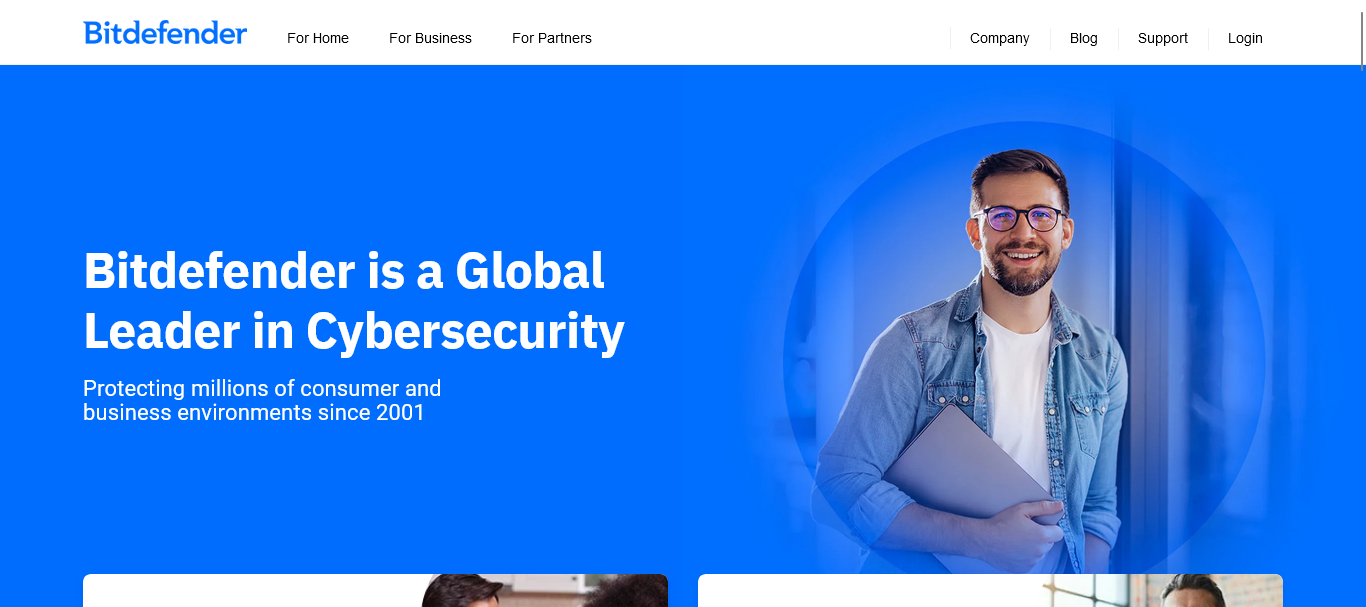 Bitdefender
For Home
For Business
For Partners
Company
Blog
Support
Login
Bitdefender is a Global
Leader in Cybersecurity
Protecting millions of consumer and
business environments since 2001